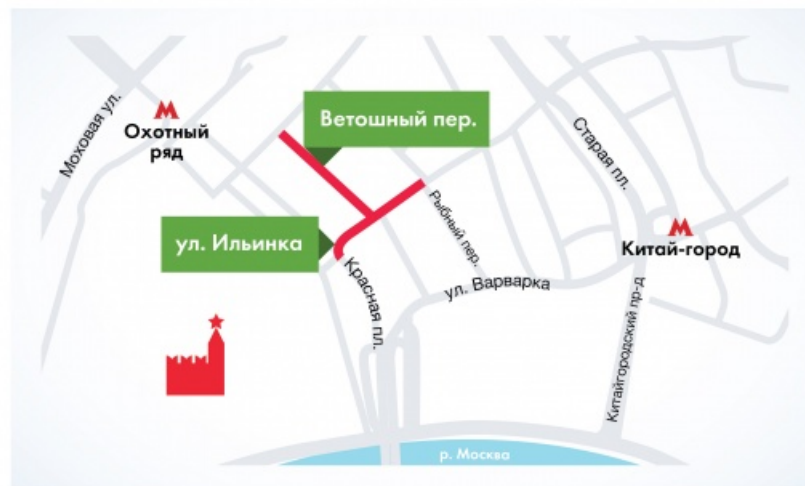 Моховая ул.
М
Охотный
ряд
Ветошный пер.
Старая пл.
Рыбный пер.
М
Китай-город
ул. Ильинка
Красная пл.
ул. Варварка
Китайгородский пр-д
р. Москва